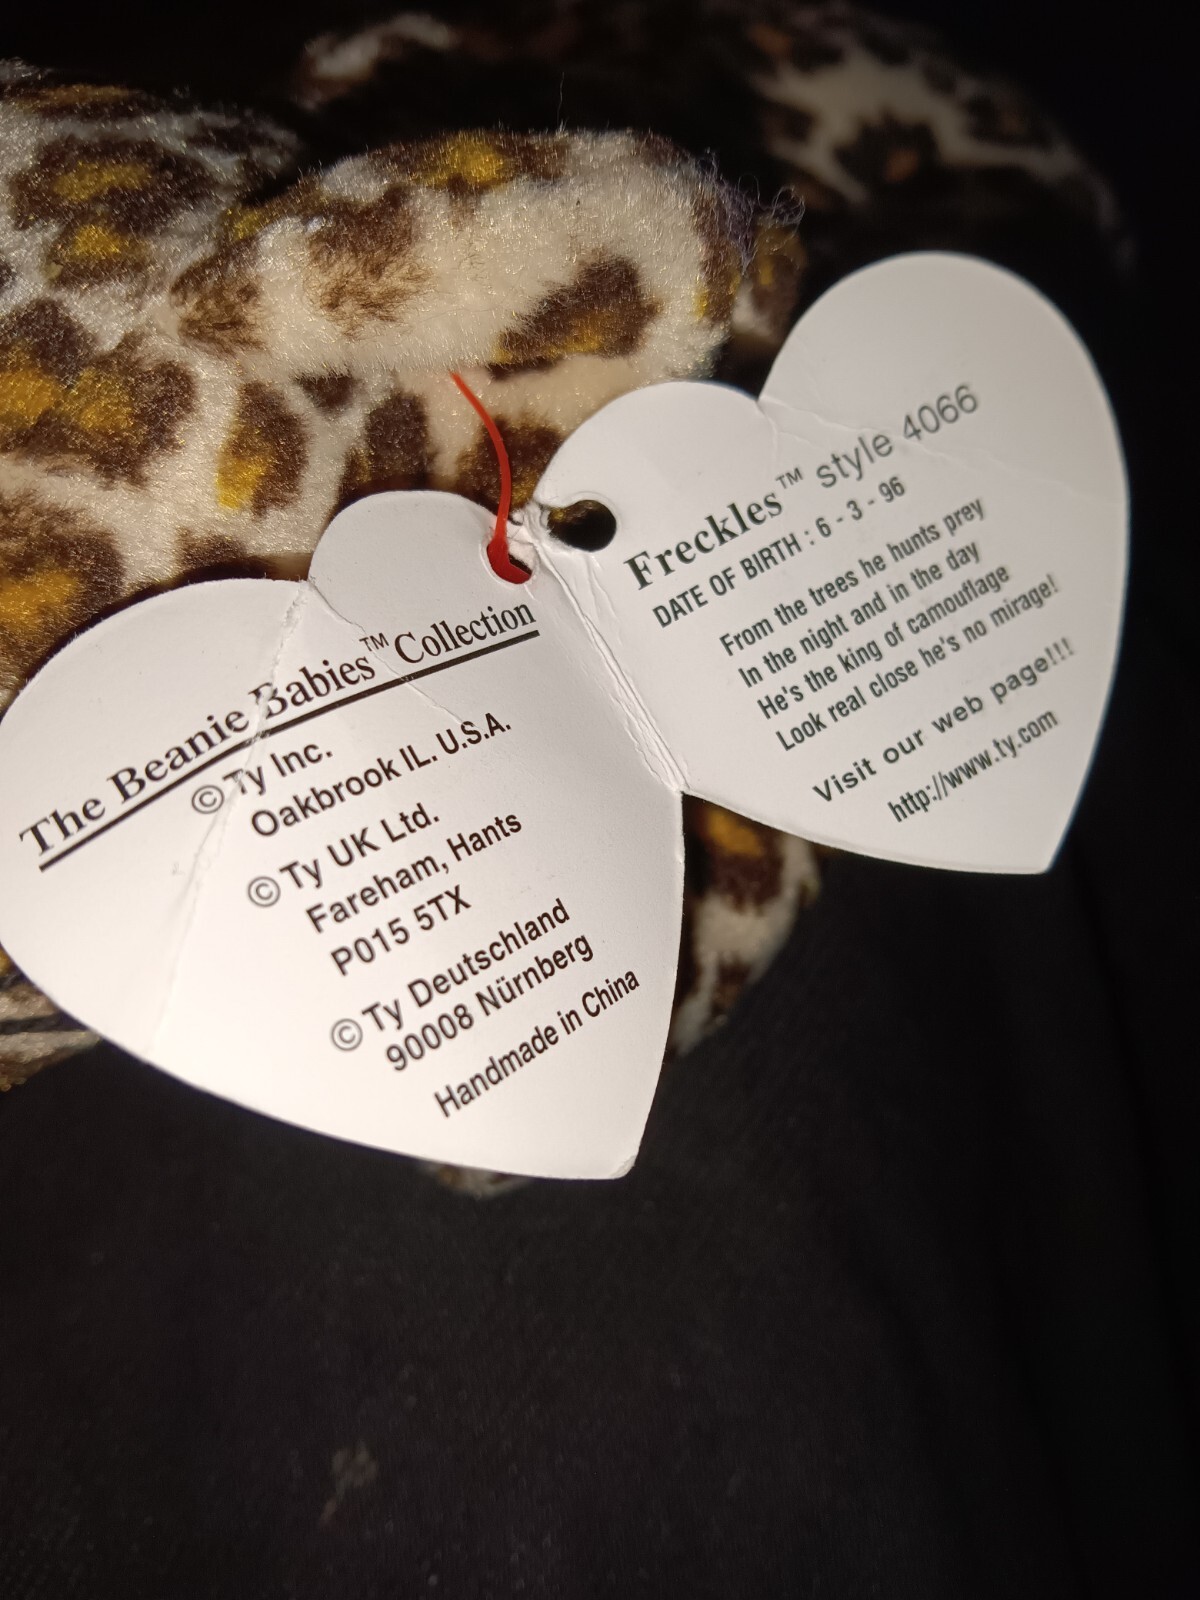 The Beanie Babies™ Collection
© Ty Inc.
Oakbrook IL. U.S.A.
© Ty UK Ltd.
Fareham, Hants
P015 5TX
© Ty Deutschland
90008 Nürnberg
Handmade in China
Freckles™ style 4066
DATE OF BIRTH : 6 - 3 - 96
From the trees he hunts prey
In the night and in the day
He's the king of camouflage
Look real close he's no mirage!
Visit our web page!!!
http://www.ty.com